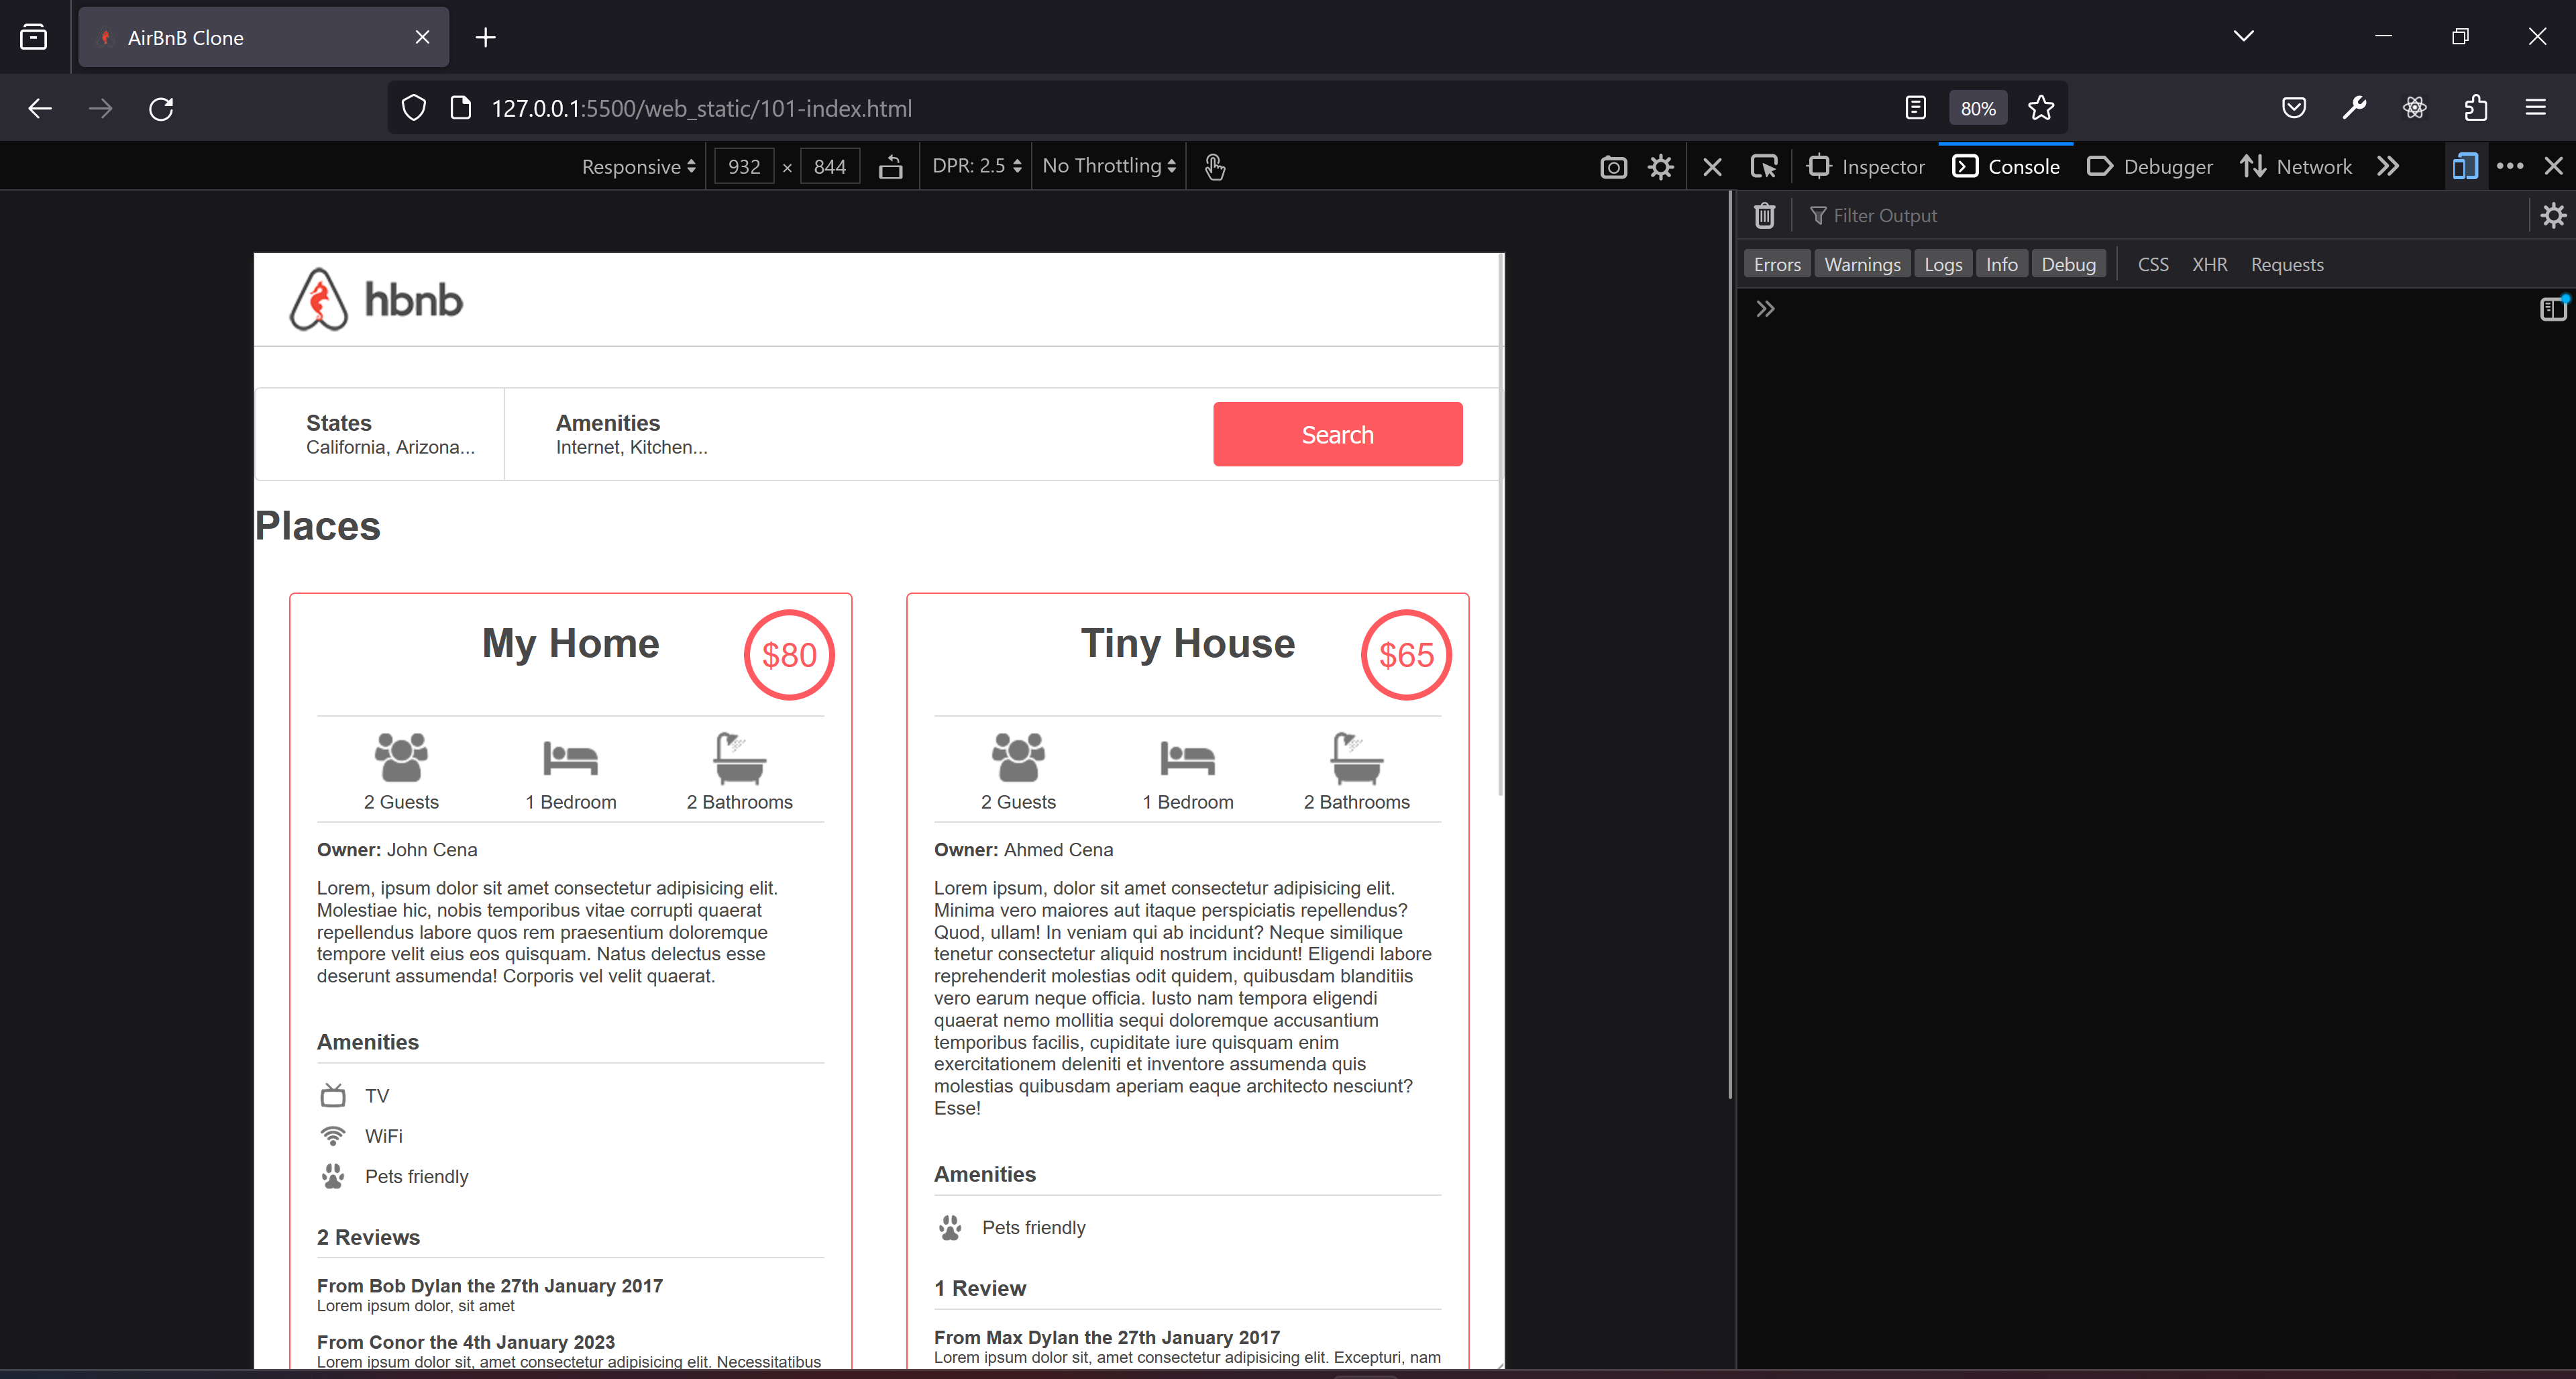 AirBnB Clone
127.0.0.1:5500/web_static/101-index.html
80%
Responsive 932 × 844 DPR: 2.5 No Throttling
Inspector Console Debugger Network
Filter Output
Errors Warnings Logs Info Debug CSS XHR Requests
hbnb
States
California, Arizona...
Amenities
Internet, Kitchen...
Search
Places
My Home
$80
2 Guests 1 Bedroom 2 Bathrooms
Owner: John Cena
Lorem, ipsum dolor sit amet consectetur adipisicing elit.
Molestiae hic, nobis temporibus vitae corrupti quaerat
repellendus labore quos rem praesentium doloremque
tempore velit eius eos quisquam. Natus delectus esse
deserunt assumenda! Corporis vel velit quaerat.
Amenities
TV
WiFi
Pets friendly
2 Reviews
From Bob Dylan the 27th January 2017
Lorem ipsum dolor, sit amet
From Conor the 4th January 2023
Lorem ipsum dolor sit, amet consectetur adipisicing elit. Necessitatibus
Tiny House
$65
2 Guests 1 Bedroom 2 Bathrooms
Owner: Ahmed Cena
Lorem ipsum, dolor sit amet consectetur adipisicing elit.
Minima vero maiores aut itaque perspiciatis repellendus?
Quod, ullam! In veniam qui ab incidunt? Neque similique
tenetur consectetur aliquid nostrum incidunt! Eligendi labore
reprehenderit molestias odit quidem, quibusdam blanditiis
vero earum neque officia. Iusto nam tempora eligendi
quaerat nemo mollitia sequi doloremque accusantium
temporibus facilis, cupiditate iure quisquam enim
exercitationem deleniti et inventore assumenda quis
molestias quibusdam aperiam eaque architecto nesciunt?
Esse!
Amenities
Pets friendly
1 Review
From Max Dylan the 27th January 2017
Lorem ipsum dolor sit, amet consectetur adipisicing elit. Excepturi, nam